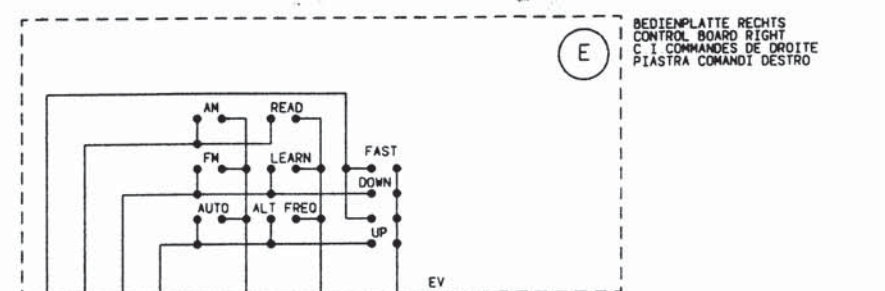 BEDIENPLATTE RECHTS
CONTROL BOARD RIGHT
C I COMMANDES DE DROITE
PIASTRA COMANDI DESTRO
E
AM READ
FM LEARN FAST
DOWN
AUTO ALT FREQ
UP
EV